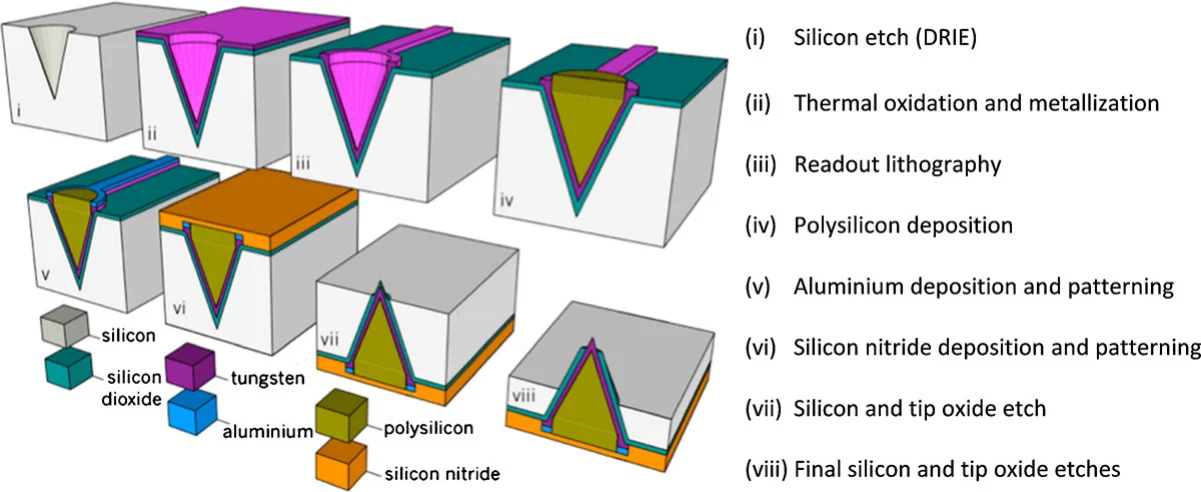 i
ii
iii
iv
v
vi
vii
viii
silicon
silicon
dioxide
tungsten
aluminium
polysilicon
silicon nitride
(i) Silicon etch (DRIE)
(ii) Thermal oxidation and metallization
(iii) Readout lithography
(iv) Polysilicon deposition
(v) Aluminium deposition and patterning
(vi) Silicon nitride deposition and patterning
(vii) Silicon and tip oxide etch
(viii) Final silicon and tip oxide etches